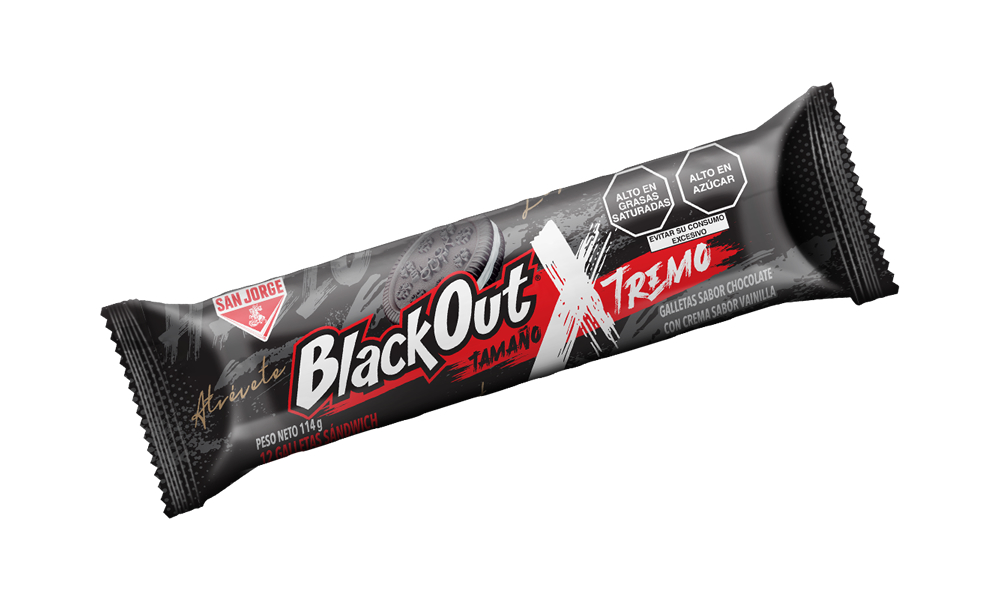 SAN JORGE
Atrévete
BlackOut
TAMAÑO
XTREMO
ALTO EN
GRASAS
SATURADAS
ALTO EN
AZÚCAR
EVITAR SU CONSUMO
EXCESIVO
GALLETAS SABOR CHOCOLATE
CON CREMA SABOR VAINILLA
PESO NETO 114 g
12 GALLETAS SÁNDWICH